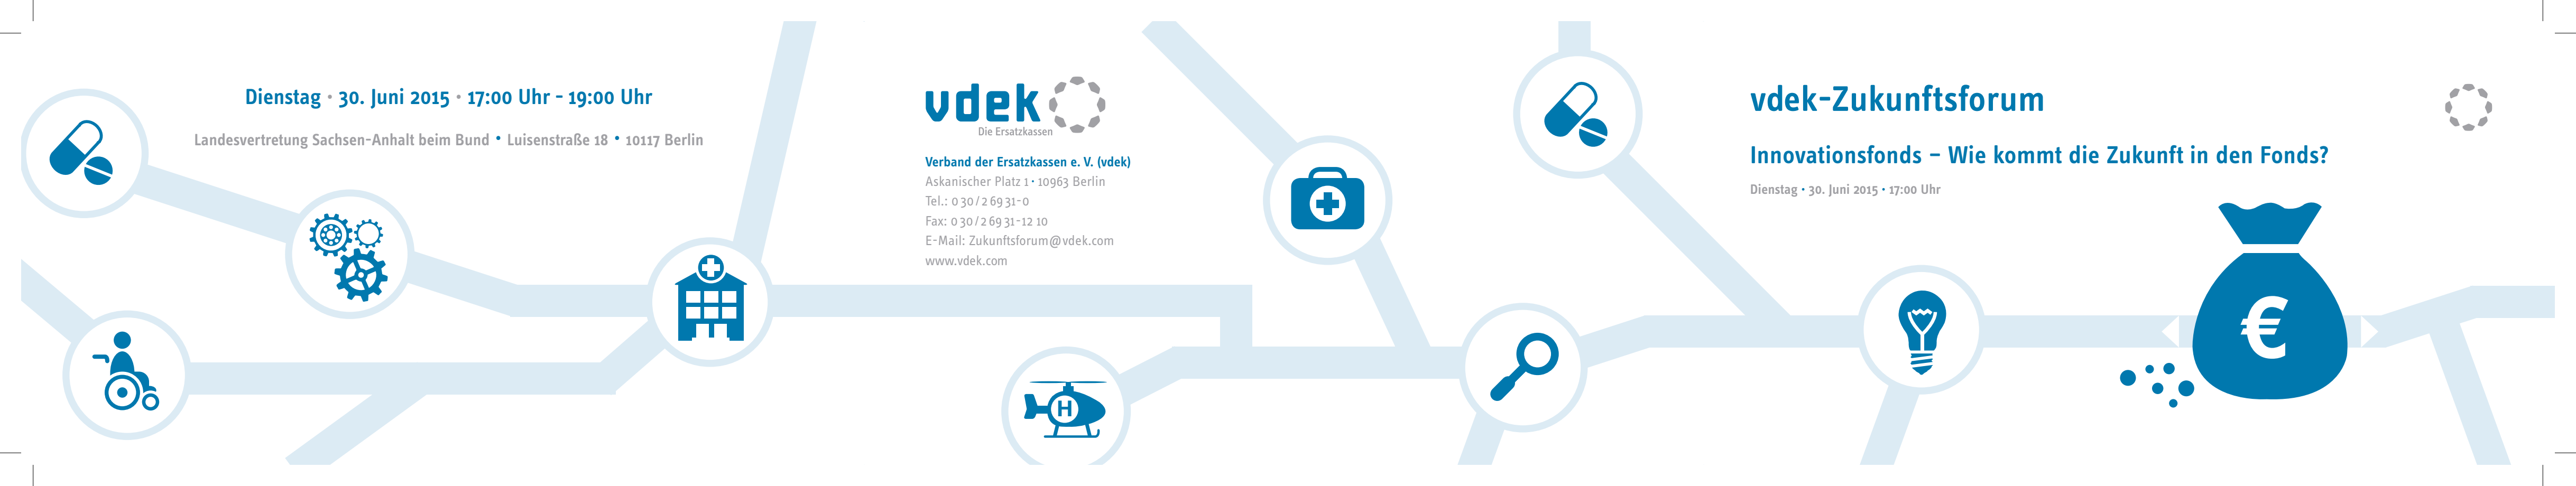 Dienstag · 30. Juni 2015 · 17:00 Uhr – 19:00 Uhr
Landesvertretung Sachsen-Anhalt beim Bund • Luisenstraße 18 • 10117 Berlin
vdek
Die Ersatzkassen
Verband der Ersatzkassen e. V. (vdek)
Askanischer Platz 1 · 10963 Berlin
Tel.: 0 30 / 2 69 31-0
Fax: 0 30 / 2 69 31-12 10
E-Mail: Zukunftsforum@vdek.com
www.vdek.com
H
vdek-Zukunftsforum
Innovationsfonds – Wie kommt die Zukunft in den Fonds?
Dienstag · 30. Juni 2015 · 17:00 Uhr
€